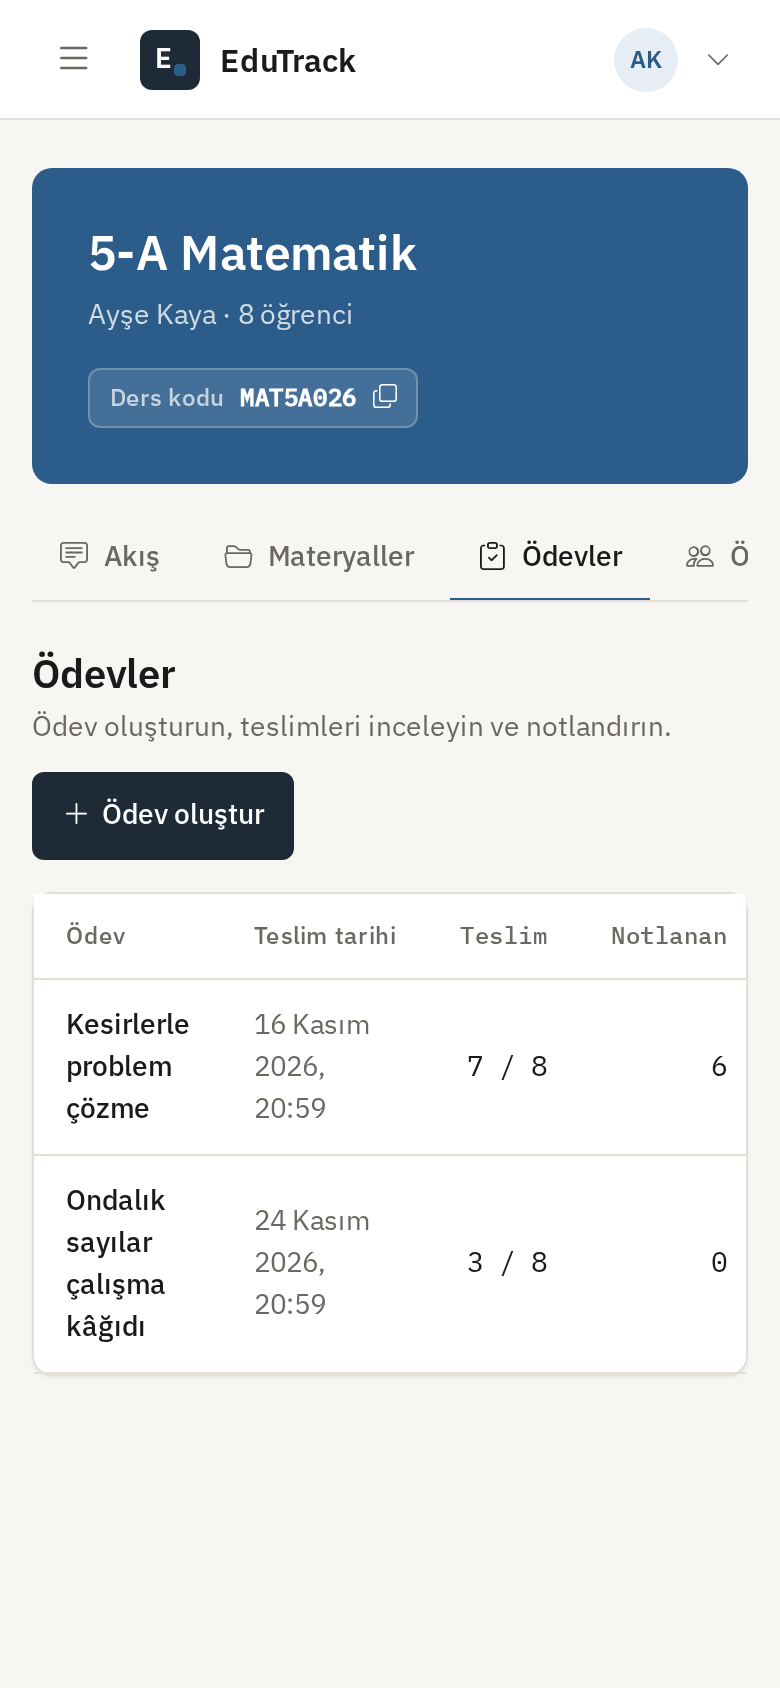 E
EduTrack
AK
5-A Matematik
Ayşe Kaya · 8 öğrenci
Ders kodu MAT5A026
Akış Materyaller Ödevler Ö
Ödevler
Ödev oluşturun, teslimleri inceleyin ve notlandırın.
+ Ödev oluştur
Ödev Teslim tarihi Teslim Notlanan
Kesirlerle
problem
çözme
16 Kasım
2026,
20:59
7 / 8
6
Ondalık
sayılar
çalışma
kâğıdı
24 Kasım
2026,
20:59
3 / 8
0